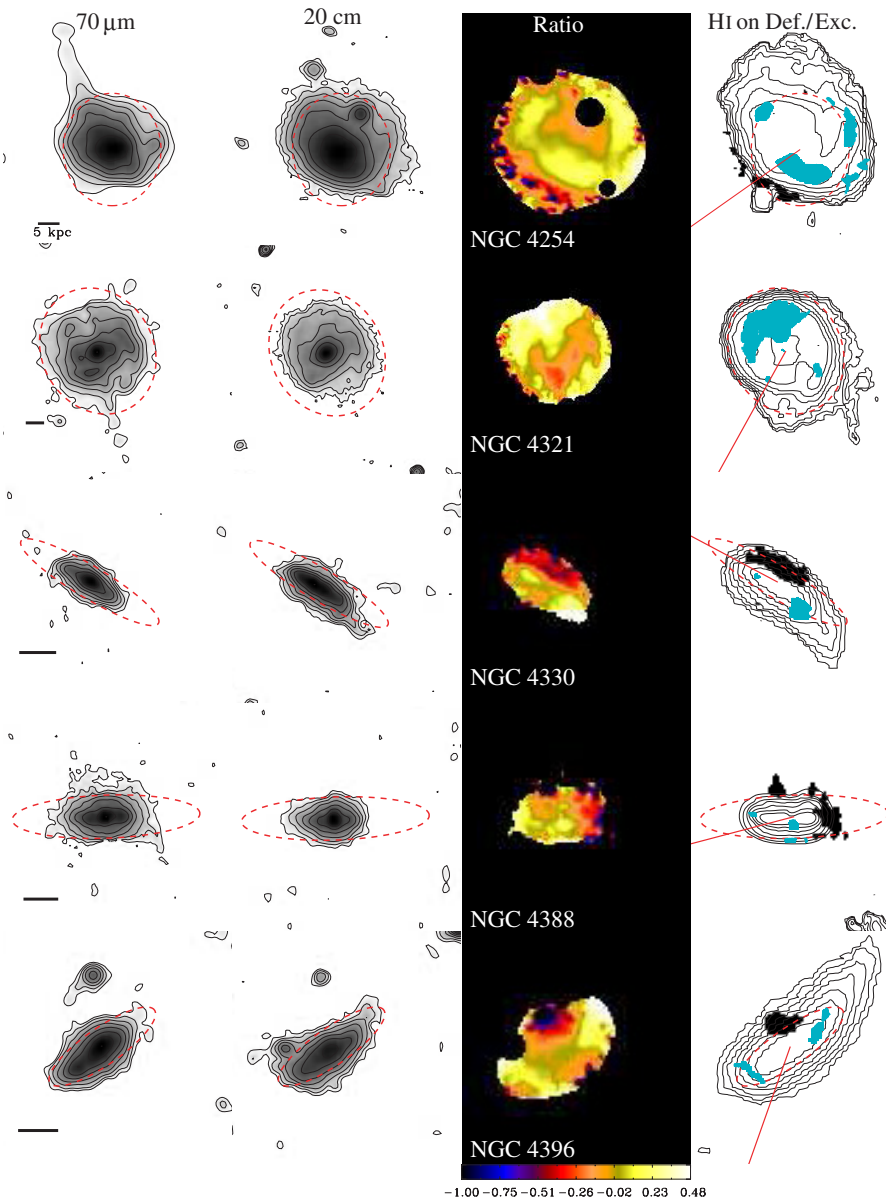 70 μm 20 cm Ratio HI on Def./Exc.
5 kpc
NGC 4254
NGC 4321
NGC 4330
NGC 4388
NGC 4396
−1.00 −0.75 −0.51 −0.26 −0.02 0.23 0.48